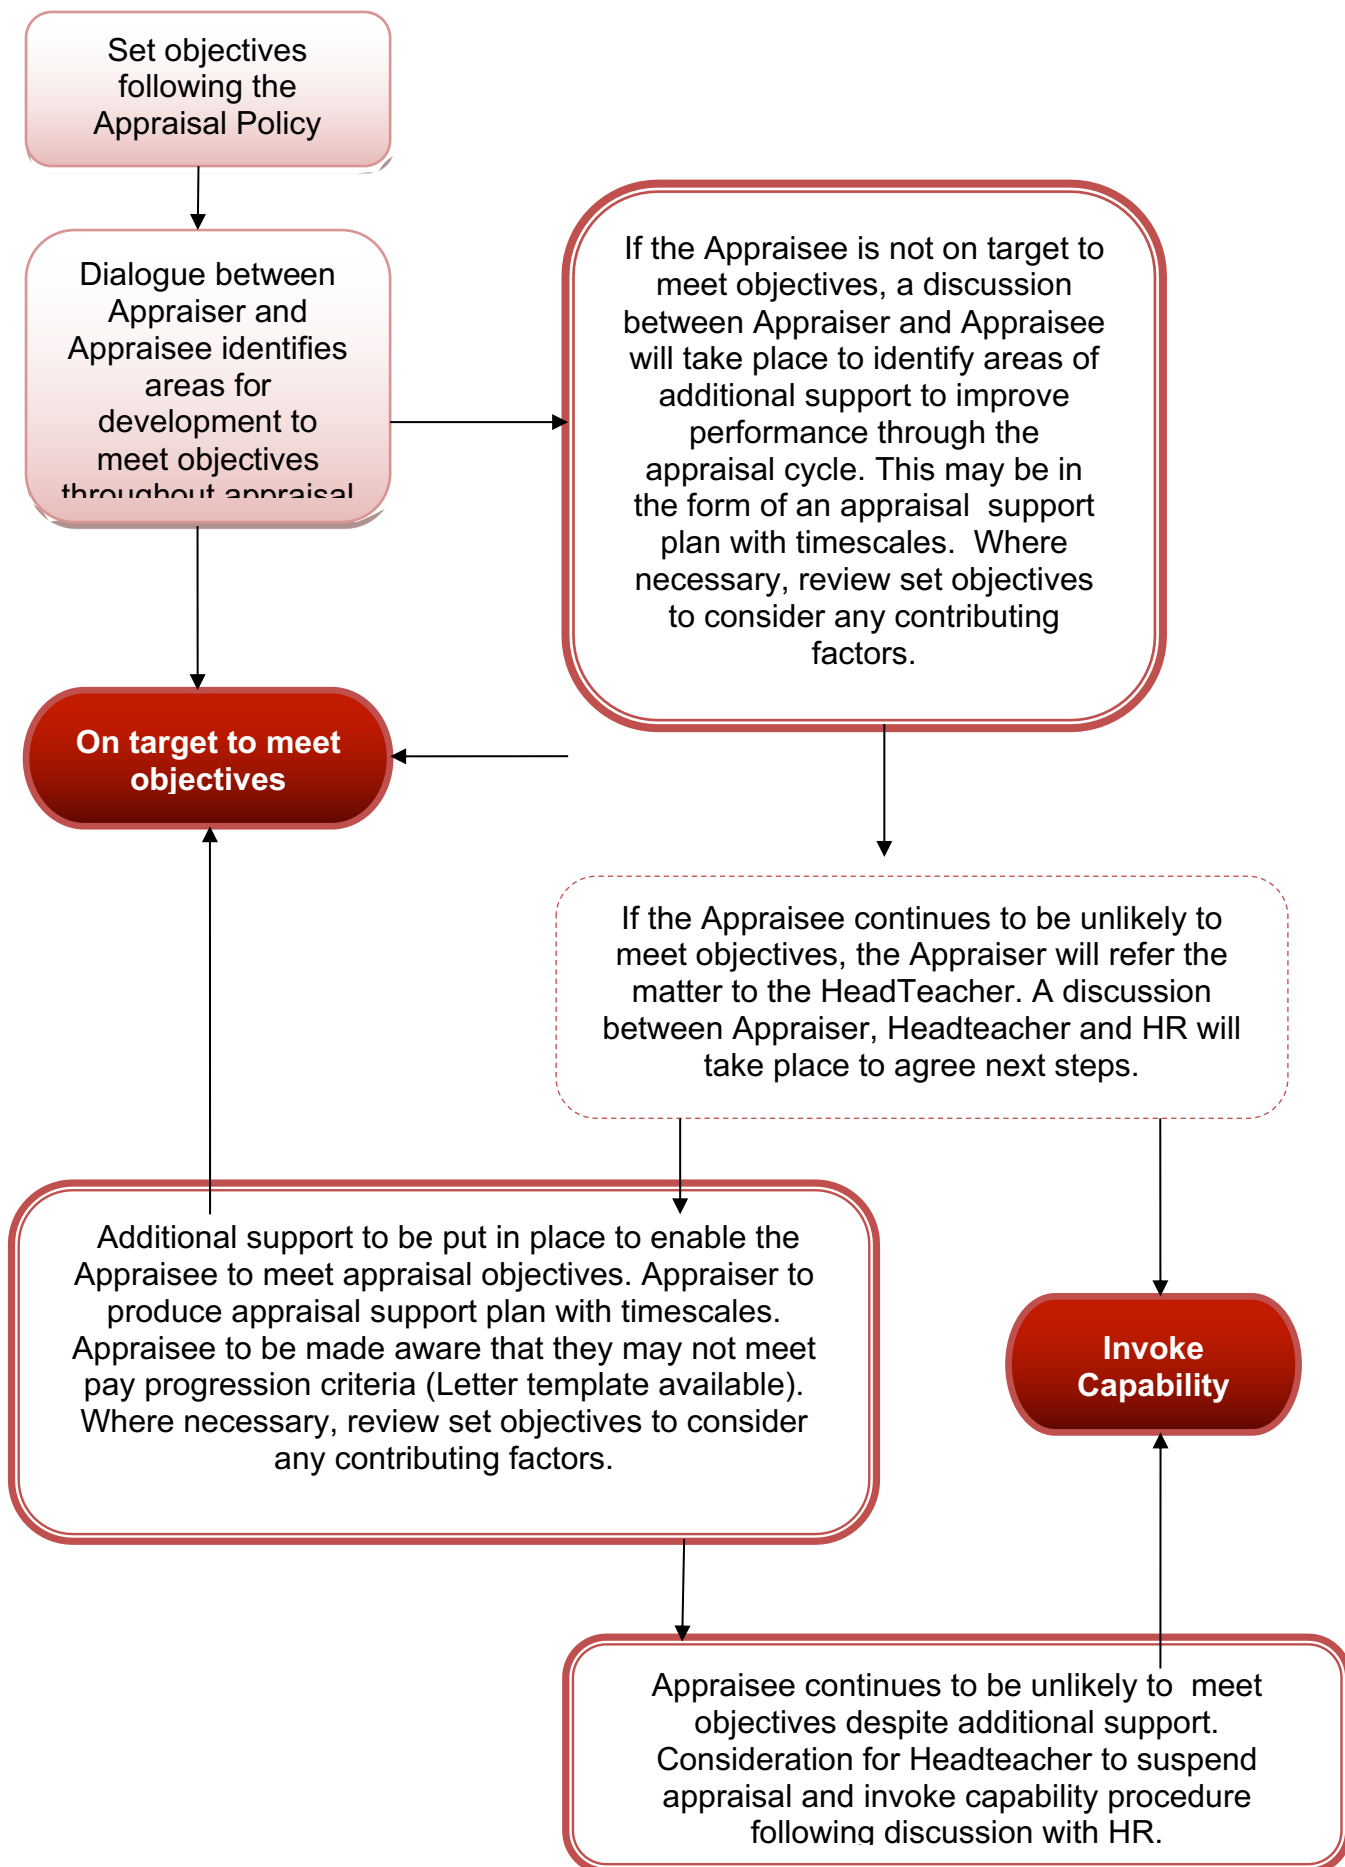 Set objectives
following the
Appraisal Policy
Dialogue between
Appraiser and
Appraisee identifies
areas for
development to
meet objectives
throughout appraisal
If the Appraisee is not on target to
meet objectives, a discussion
between Appraiser and Appraisee
will take place to identify areas of
additional support to improve
performance through the
appraisal cycle. This may be in
the form of an appraisal support
plan with timescales. Where
necessary, review set objectives
to consider any contributing
factors.
On target to meet
objectives
If the Appraisee continues to be unlikely to
meet objectives, the Appraiser will refer the
matter to the HeadTeacher. A discussion
between Appraiser, Headteacher and HR will
take place to agree next steps.
Additional support to be put in place to enable the
Appraisee to meet appraisal objectives. Appraiser to
produce appraisal support plan with timescales.
Appraisee to be made aware that they may not meet
pay progression criteria (Letter template available).
Where necessary, review set objectives to consider
any contributing factors.
Invoke
Capability
Appraisee continues to be unlikely to meet
objectives despite additional support.
Consideration for Headteacher to suspend
appraisal and invoke capability procedure
following discussion with HR.